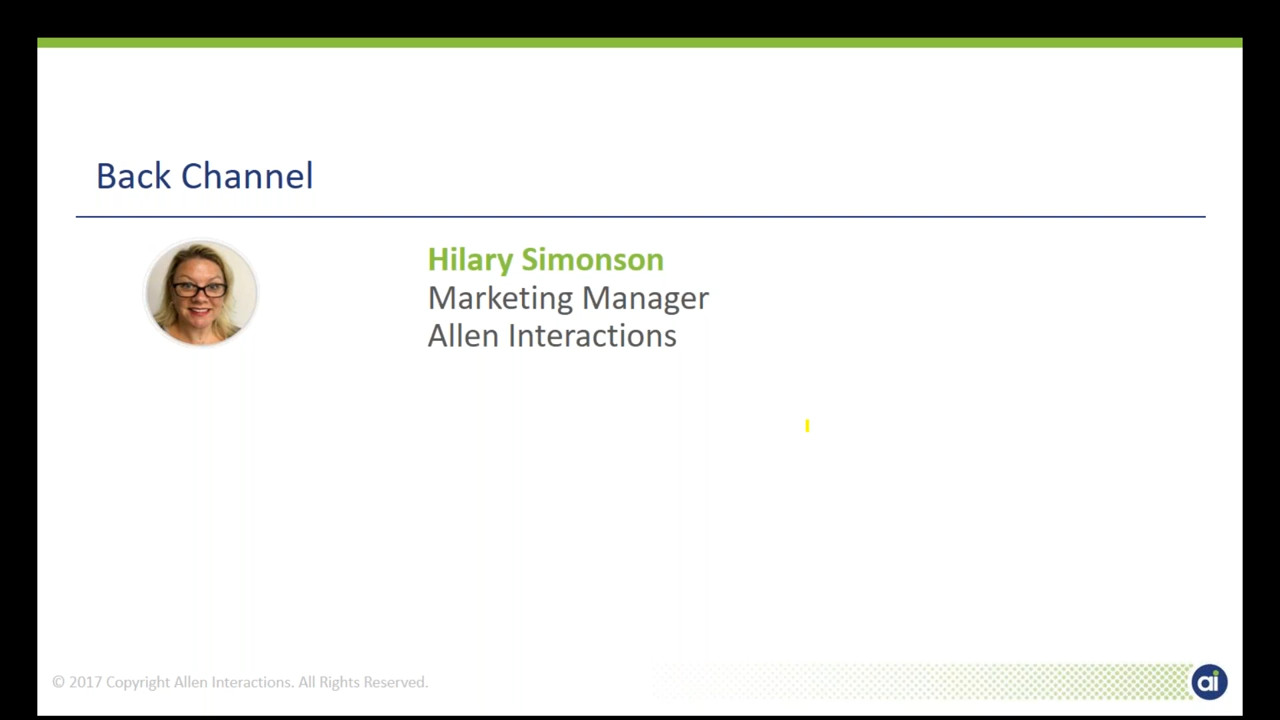 Back Channel
Hilary Simonson
Marketing Manager
Allen Interactions
© 2017 Copyright Allen Interactions. All Rights Reserved.
ai